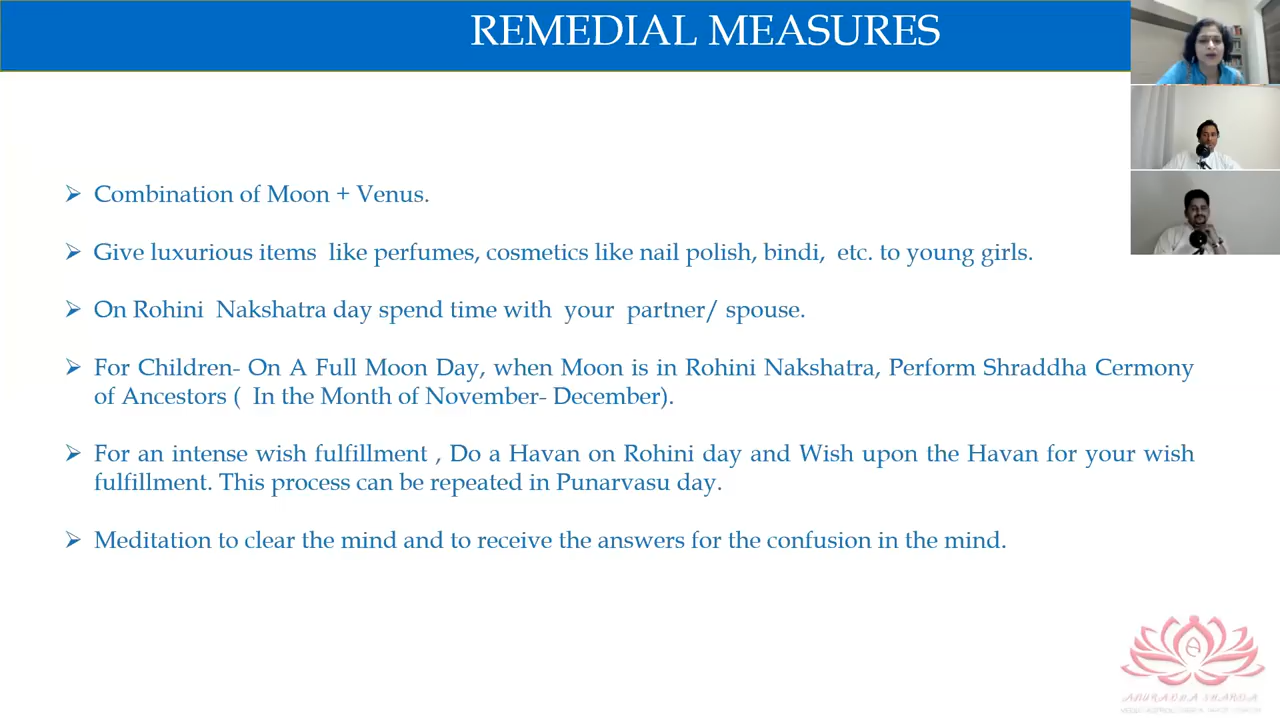 REMEDIAL MEASURES
➢ Combination of Moon + Venus.
➢ Give luxurious items like perfumes, cosmetics like nail polish, bindi, etc. to young girls.
➢ On Rohini Nakshatra day spend time with your partner/ spouse.
➢ For Children- On A Full Moon Day, when Moon is in Rohini Nakshatra, Perform Shraddha Cermony
of Ancestors ( In the Month of November- December).
➢ For an intense wish fulfillment , Do a Havan on Rohini day and Wish upon the Havan for your wish
fulfillment. This process can be repeated in Punarvasu day.
➢ Meditation to clear the mind and to receive the answers for the confusion in the mind.
ANURADHA SHARDA